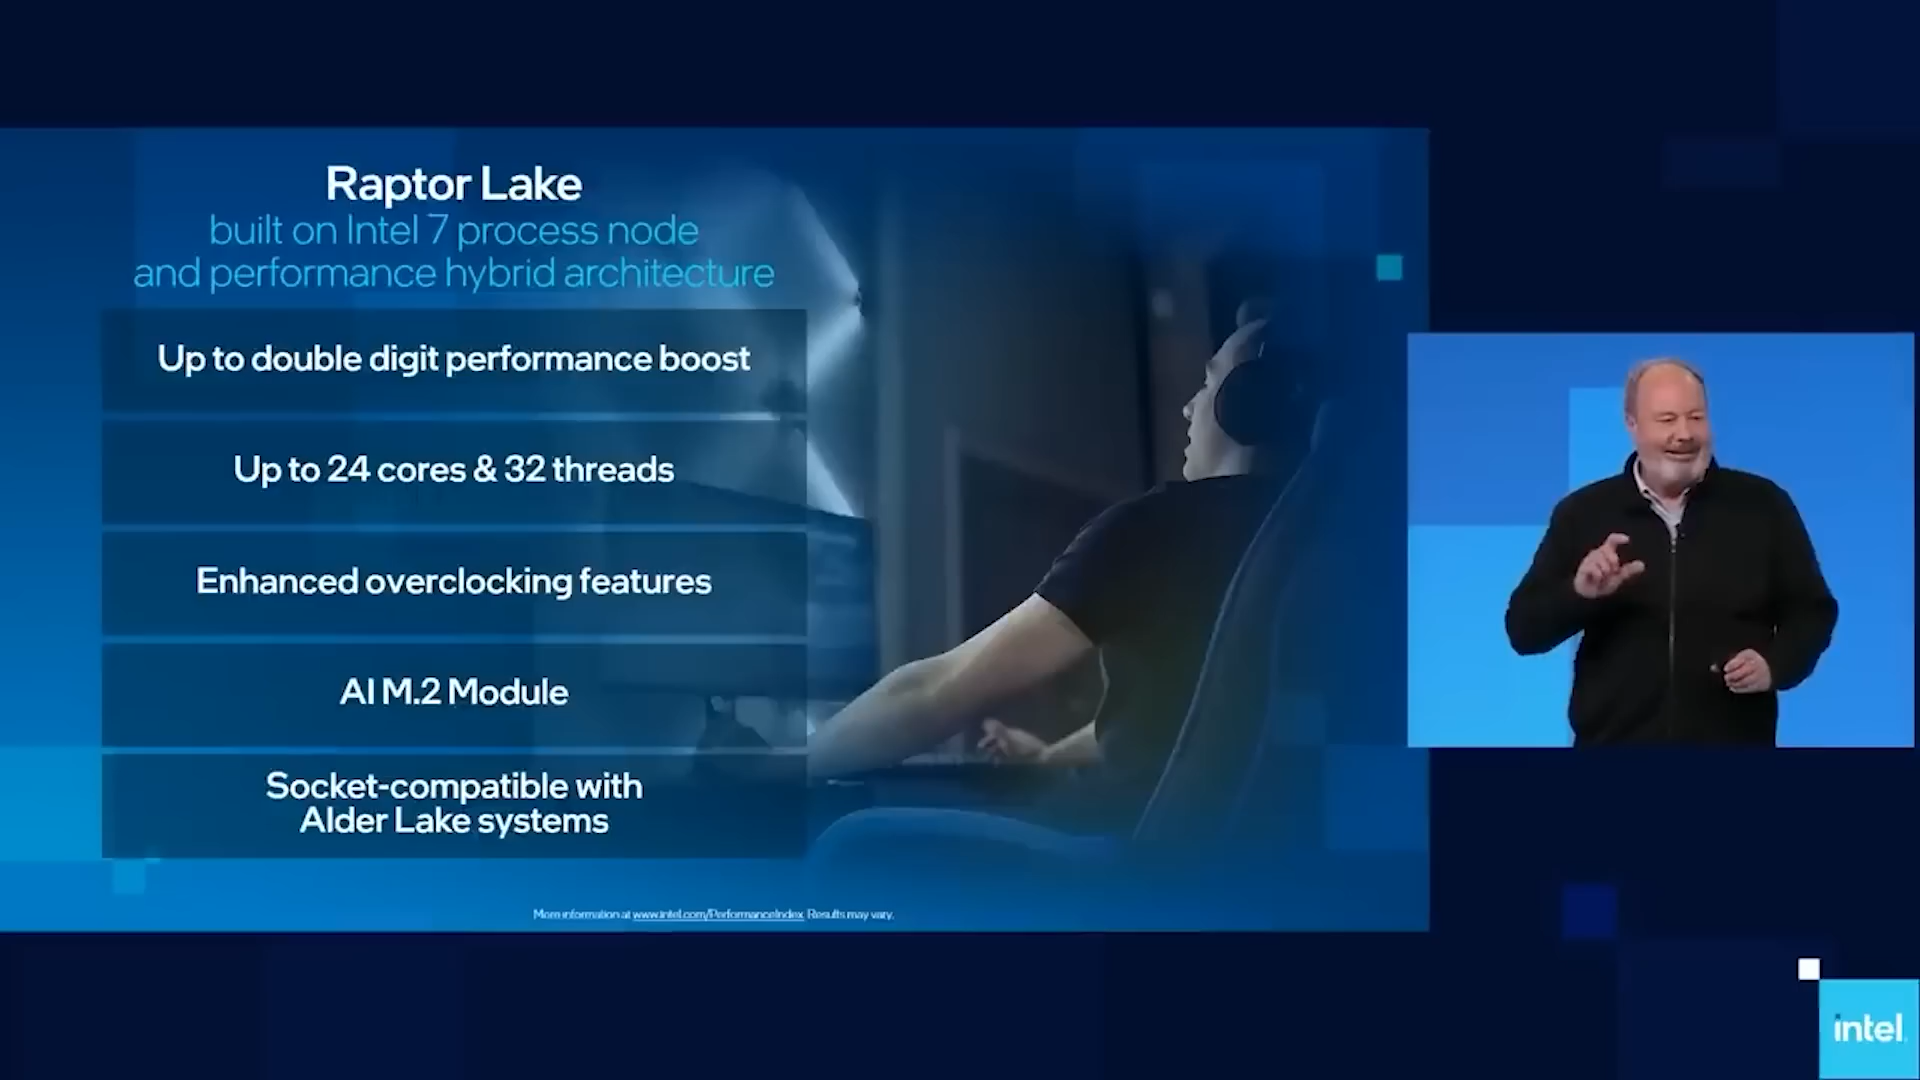 Raptor Lake
built on Intel 7 process node
and performance hybrid architecture
Up to double digit performance boost
Up to 24 cores & 32 threads
Enhanced overclocking features
AI M.2 Module
Socket-compatible with
Alder Lake systems
More information at www.intel.com/PerformanceIndex. Results may vary.
intel.